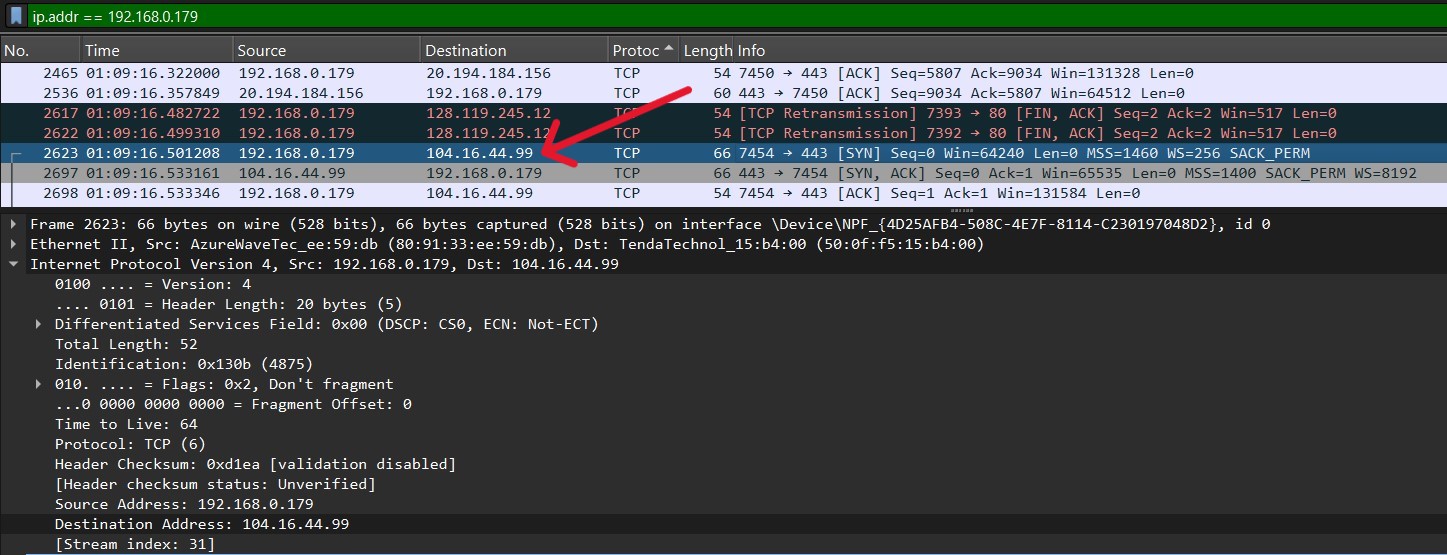 ip.addr == 192.168.0.179
No. Time Source Destination Protoc Length Info
2465 01:09:16.322000 192.168.0.179 20.194.184.156 TCP 54 7450 → 443 [ACK] Seq=5807 Ack=9034 Win=131328 Len=0
2536 01:09:16.357849 20.194.184.156 192.168.0.179 TCP 60 443 → 7450 [ACK] Seq=9034 Ack=5807 Win=64512 Len=0
2617 01:09:16.482722 192.168.0.179 128.119.245.12 TCP 54 [TCP Retransmission] 7393 → 80 [FIN, ACK] Seq=2 Ack=2 Win=517 Len=0
2622 01:09:16.499310 192.168.0.179 128.119.245.12 TCP 54 [TCP Retransmission] 7392 → 80 [FIN, ACK] Seq=2 Ack=2 Win=517 Len=0
2623 01:09:16.501208 192.168.0.179 104.16.44.99 TCP 66 7454 → 443 [SYN] Seq=0 Win=64240 Len=0 MSS=1460 WS=256 SACK_PERM
2697 01:09:16.533161 104.16.44.99 192.168.0.179 TCP 66 443 → 7454 [SYN, ACK] Seq=0 Ack=1 Win=65535 Len=0 MSS=1400 SACK_PERM WS=8192
2698 01:09:16.533346 192.168.0.179 104.16.44.99 TCP 54 7454 → 443 [ACK] Seq=1 Ack=1 Win=131584 Len=0
Frame 2623: 66 bytes on wire (528 bits), 66 bytes captured (528 bits) on interface \Device\NPF_{4D25AFB4-508C-4E7F-8114-C230197048D2}, id 0
Ethernet II, Src: AzureWaveTec_ee:59:db (80:91:33:ee:59:db), Dst: TendaTechnol_15:b4:00 (50:0f:f5:15:b4:00)
Internet Protocol Version 4, Src: 192.168.0.179, Dst: 104.16.44.99
0100 .... = Version: 4
.... 0101 = Header Length: 20 bytes (5)
Differentiated Services Field: 0x00 (DSCP: CS0, ECN: Not-ECT)
Total Length: 52
Identification: 0x130b (4875)
010. .... = Flags: 0x2, Don't fragment
...0 0000 0000 0000 = Fragment Offset: 0
Time to Live: 64
Protocol: TCP (6)
Header Checksum: 0xd1ea [validation disabled]
[Header checksum status: Unverified]
Source Address: 192.168.0.179
Destination Address: 104.16.44.99
[Stream index: 31]